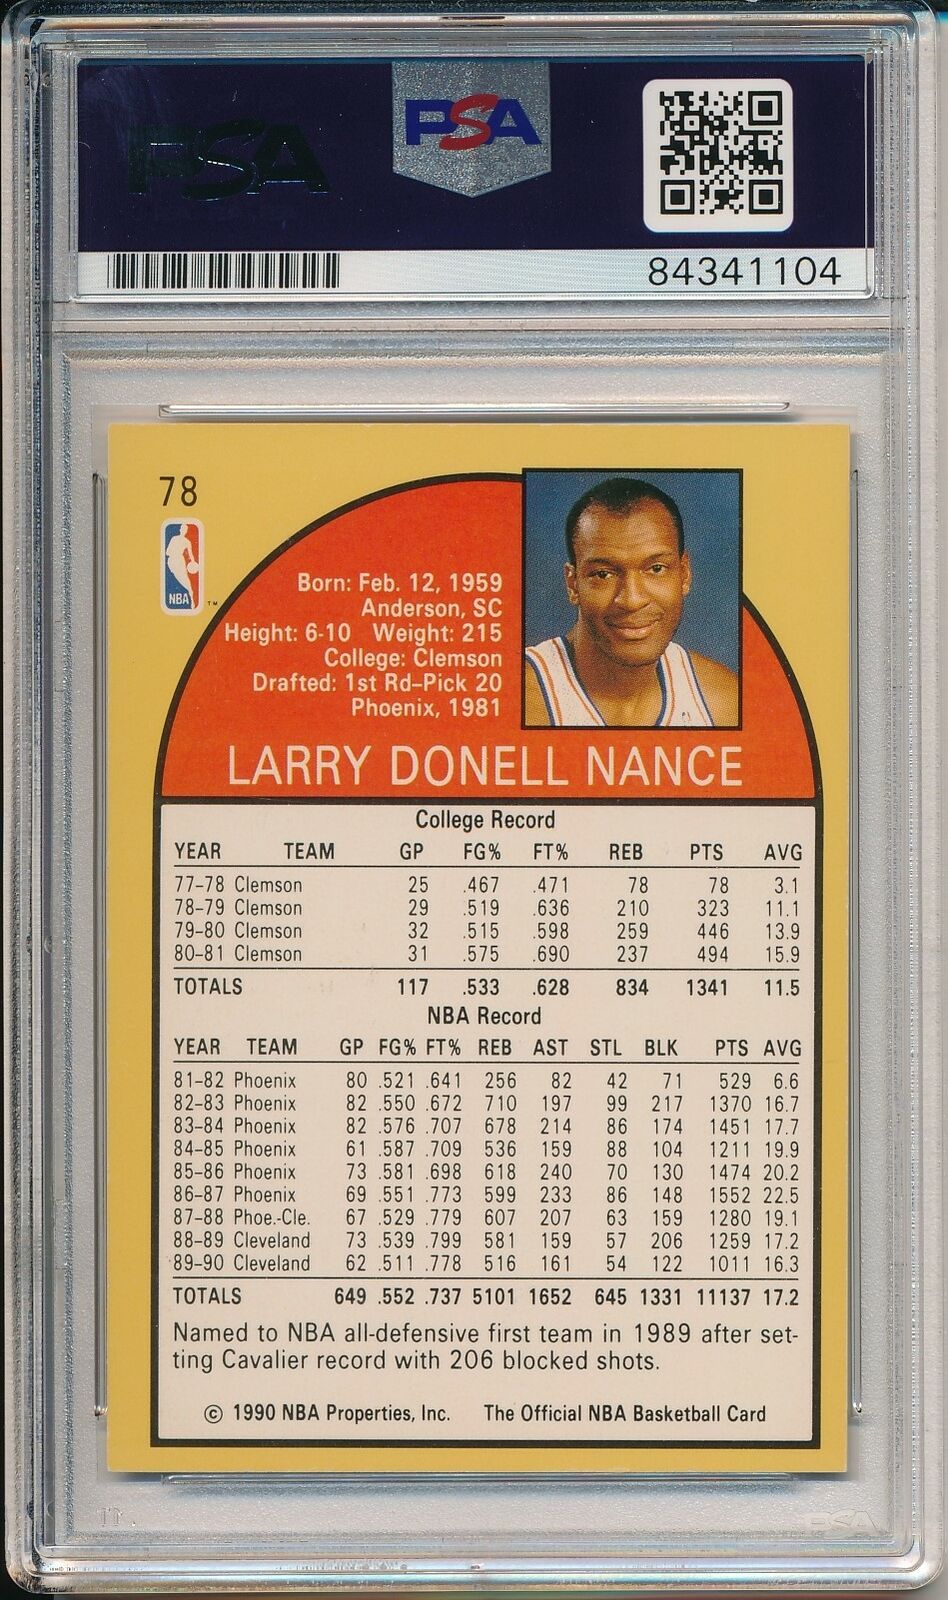 PSA
PSA
84341104
78
NBA
TM
Born: Feb. 12, 1959
Anderson, SC
Height: 6-10 Weight: 215
College: Clemson
Drafted: 1st Rd-Pick 20
Phoenix, 1981
LARRY DONELL NANCE
College Record
YEAR TEAM GP FG% FT% REB PTS AVG
77-78 Clemson 25 .467 .471 78 78 3.1
78-79 Clemson 29 .519 .636 210 323 11.1
79-80 Clemson 32 .515 .598 259 446 13.9
80-81 Clemson 31 .575 .690 237 494 15.9
TOTALS 117 .533 .628 834 1341 11.5
NBA Record
YEAR TEAM GP FG% FT% REB AST STL BLK PTS AVG
81-82 Phoenix 80 .521 .641 256 82 42 71 529 6.6
82-83 Phoenix 82 .550 .672 710 197 99 217 1370 16.7
83-84 Phoenix 82 .576 .707 678 214 86 174 1451 17.7
84-85 Phoenix 61 .587 .709 536 159 88 104 1211 19.9
85-86 Phoenix 73 .581 .698 618 240 70 130 1474 20.2
86-87 Phoenix 69 .551 .773 599 233 86 148 1552 22.5
87-88 Phoe.-Cle. 67 .529 .779 607 207 63 159 1280 19.1
88-89 Cleveland 73 .539 .799 581 159 57 206 1259 17.2
89-90 Cleveland 62 .511 .778 516 161 54 122 1011 16.3
TOTALS 649 .552 .737 5101 1652 645 1331 11137 17.2
Named to NBA all-defensive first team in 1989 after set-
ting Cavalier record with 206 blocked shots.
© 1990 NBA Properties, Inc. The Official NBA Basketball Card
PSA